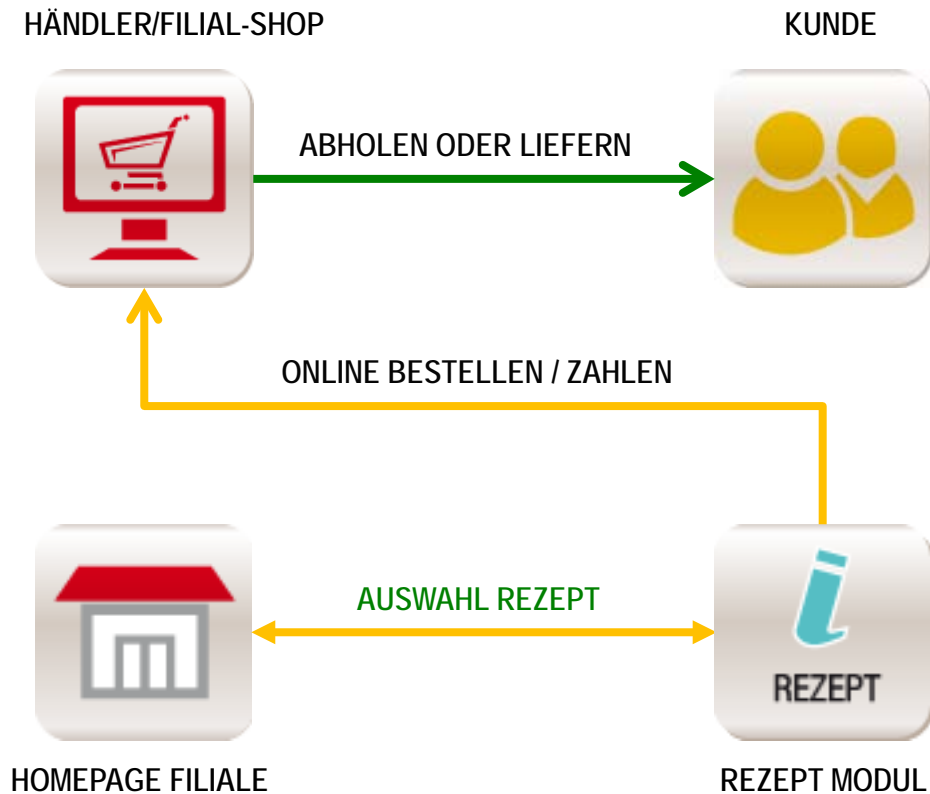 HÄNDLER/FILIAL-SHOP
KUNDE
ABHOLEN ODER LIEFERN
ONLINE BESTELLEN / ZAHLEN
AUSWAHL REZEPT
REZEPT
HOMEPAGE FILIALE
REZEPT MODUL